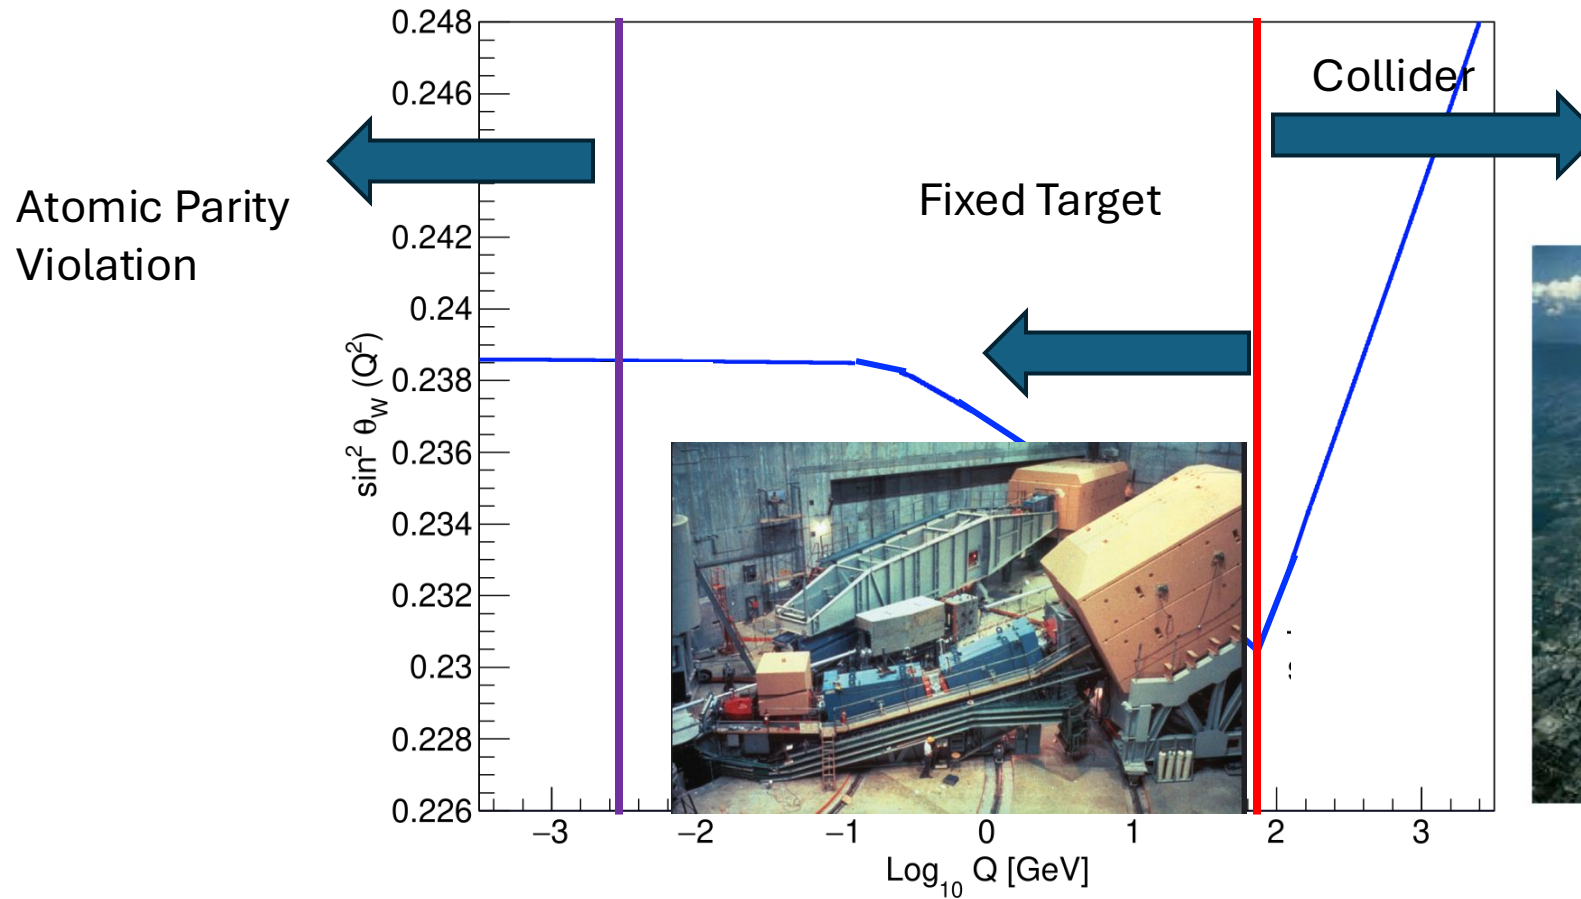 Atomic Parity
Violation
Fixed Target
Collider
sin² θ_W (Q²)
0.248
0.246
0.242
0.24
0.238
0.236
0.234
0.232
0.23
0.228
0.226
−3 −2 −1 0 1 2 3
Log₁₀ Q [GeV]